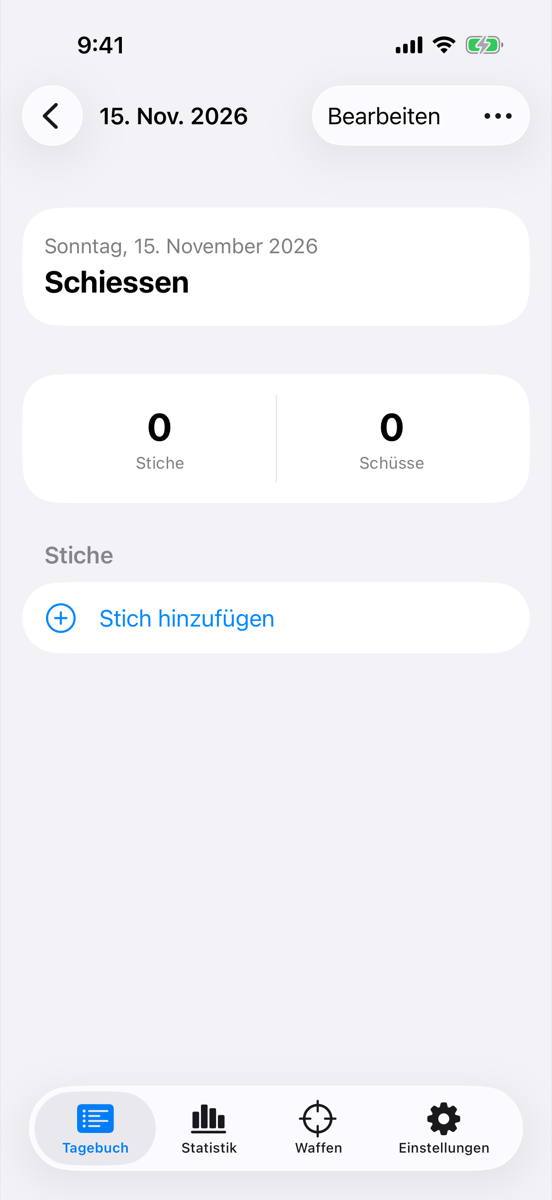 9:41
15. Nov. 2026
Bearbeiten
Sonntag, 15. November 2026
Schiessen
0
Stiche
0
Schüsse
Stiche
Stich hinzufügen
Tagebuch
Statistik
Waffen
Einstellungen